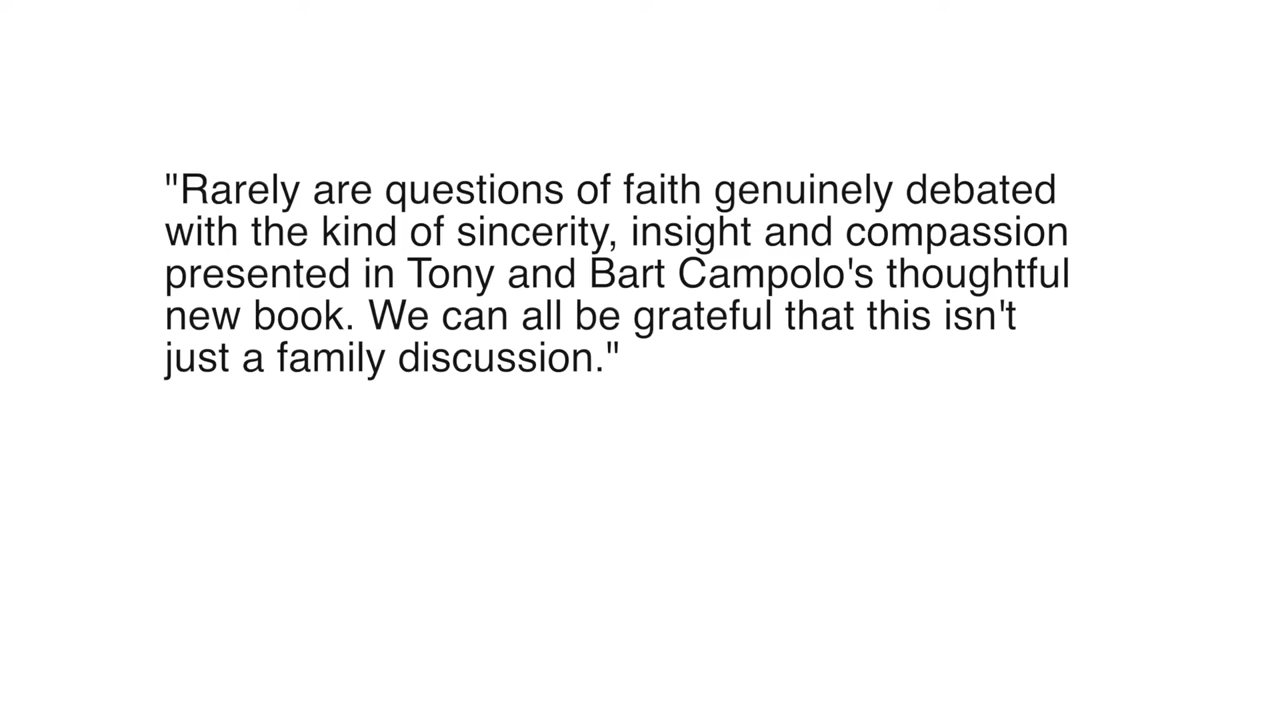 "Rarely are questions of faith genuinely debated
with the kind of sincerity, insight and compassion
presented in Tony and Bart Campolo's thoughtful
new book. We can all be grateful that this isn't
just a family discussion."